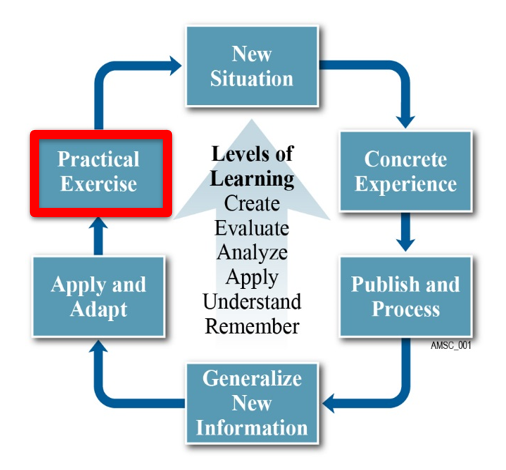 New
Situation
Practical
Exercise
Levels of
Learning
Create
Evaluate
Analyze
Apply
Understand
Remember
Concrete
Experience
Apply and
Adapt
Publish and
Process
AMSC_001
Generalize
New
Information